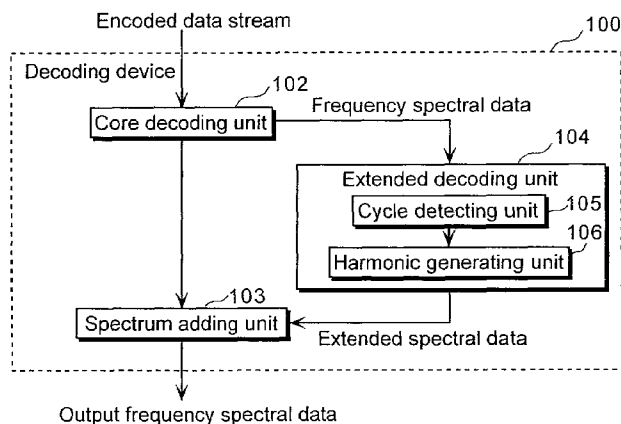 Encoded data stream
100
Decoding device
102
Core decoding unit
Frequency spectral data
104
Extended decoding unit
Cycle detecting unit
105
106
Harmonic generating unit
103
Spectrum adding unit
Extended spectral data
Output frequency spectral data